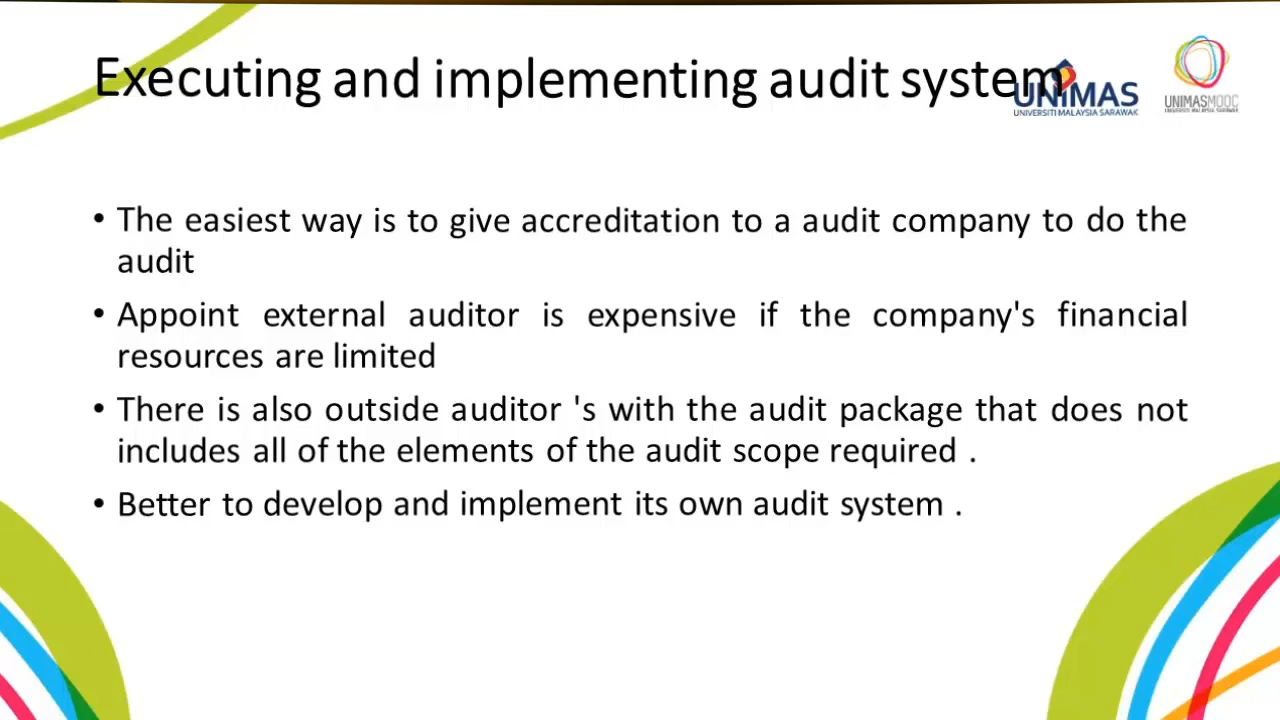 Executing and implementing audit system
UNIMAS
UNIVERSITI MALAYSIA SARAWAK
UNIMASMOOC
UNIVERSITI MALAYSIA SARAWAK
• The easiest way is to give accreditation to a audit company to do the
audit
• Appoint external auditor is expensive if the company's financial
resources are limited
• There is also outside auditor 's with the audit package that does not
includes all of the elements of the audit scope required .
• Better to develop and implement its own audit system .